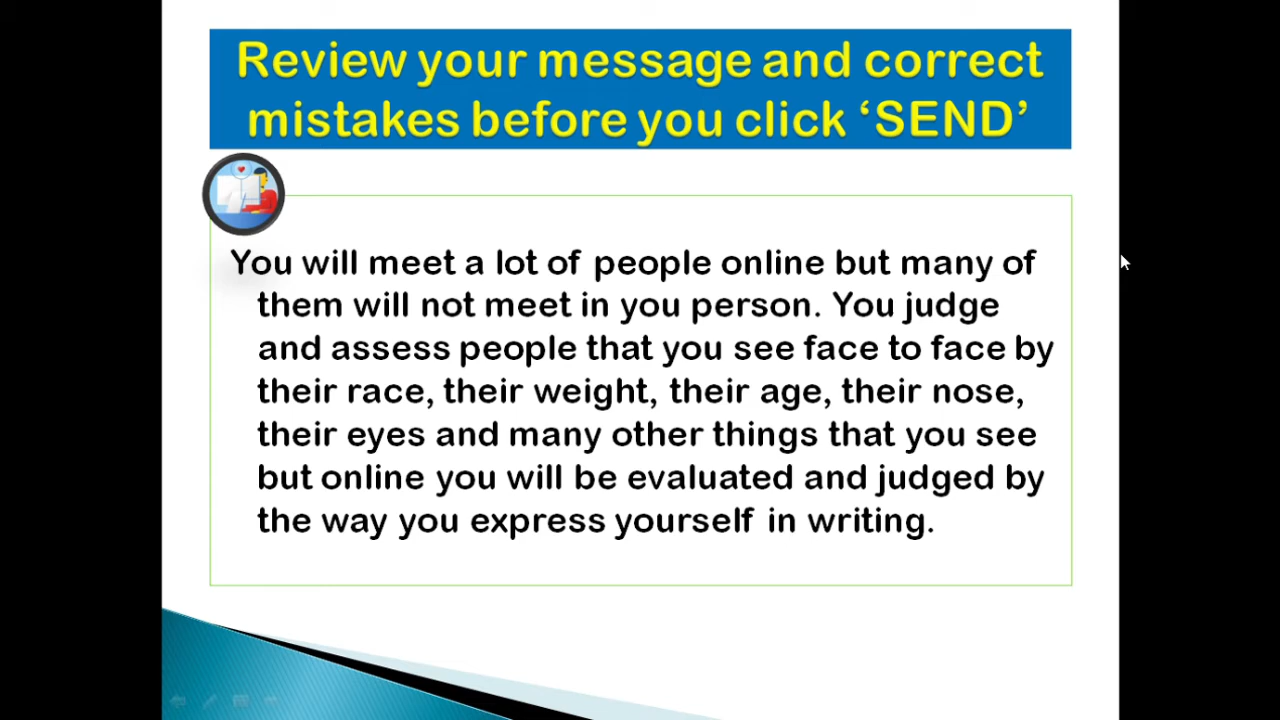 Review your message and correct
mistakes before you click ‘SEND’
You will meet a lot of people online but many of
them will not meet in you person. You judge
and assess people that you see face to face by
their race, their weight, their age, their nose,
their eyes and many other things that you see
but online you will be evaluated and judged by
the way you express yourself in writing.